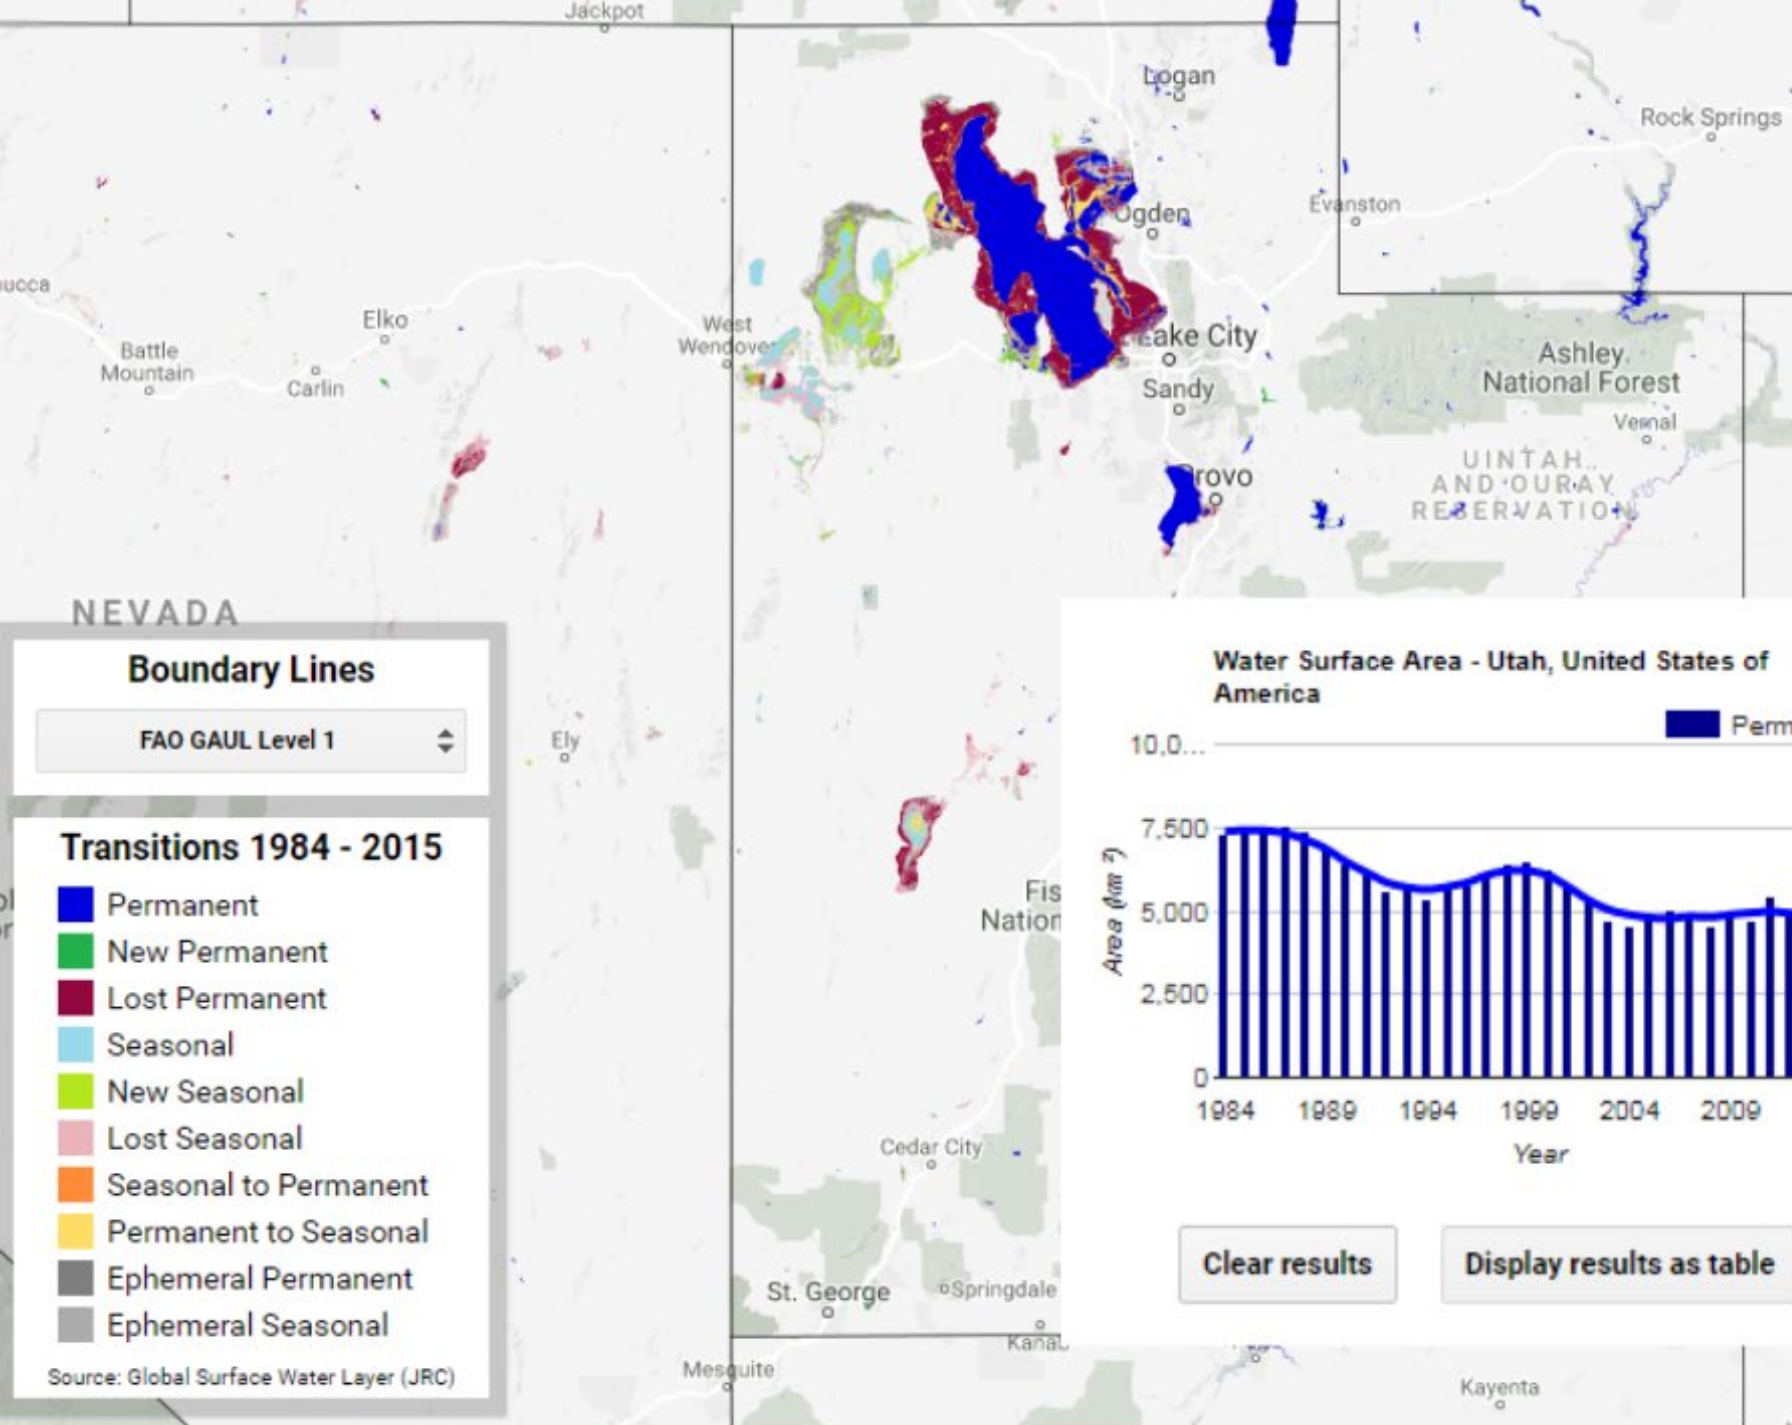 Jackpot
Logan
Rock Springs
Ogden
Evanston
ucca
Elko
West
Wendover
Battle
Mountain
Carlin
Lake City
Sandy
Ashley
National Forest
Vernal
Provo
UINTAH
AND OURAY
RESERVATION
NEVADA
Boundary Lines
FAO GAUL Level 1
Ely
Transitions 1984 - 2015
Permanent
New Permanent
Lost Permanent
Seasonal
New Seasonal
Lost Seasonal
Seasonal to Permanent
Permanent to Seasonal
Ephemeral Permanent
Ephemeral Seasonal
Source: Global Surface Water Layer (JRC)
Fis
Nation
Cedar City
St. George
Springdale
Kanab
Mesquite
Kayenta
Water Surface Area - Utah, United States of
America
Perm
10,0...
7,500
5,000
2,500
0
Area (km²)
1984 1989 1994 1999 2004 2009
Year
Clear results
Display results as table